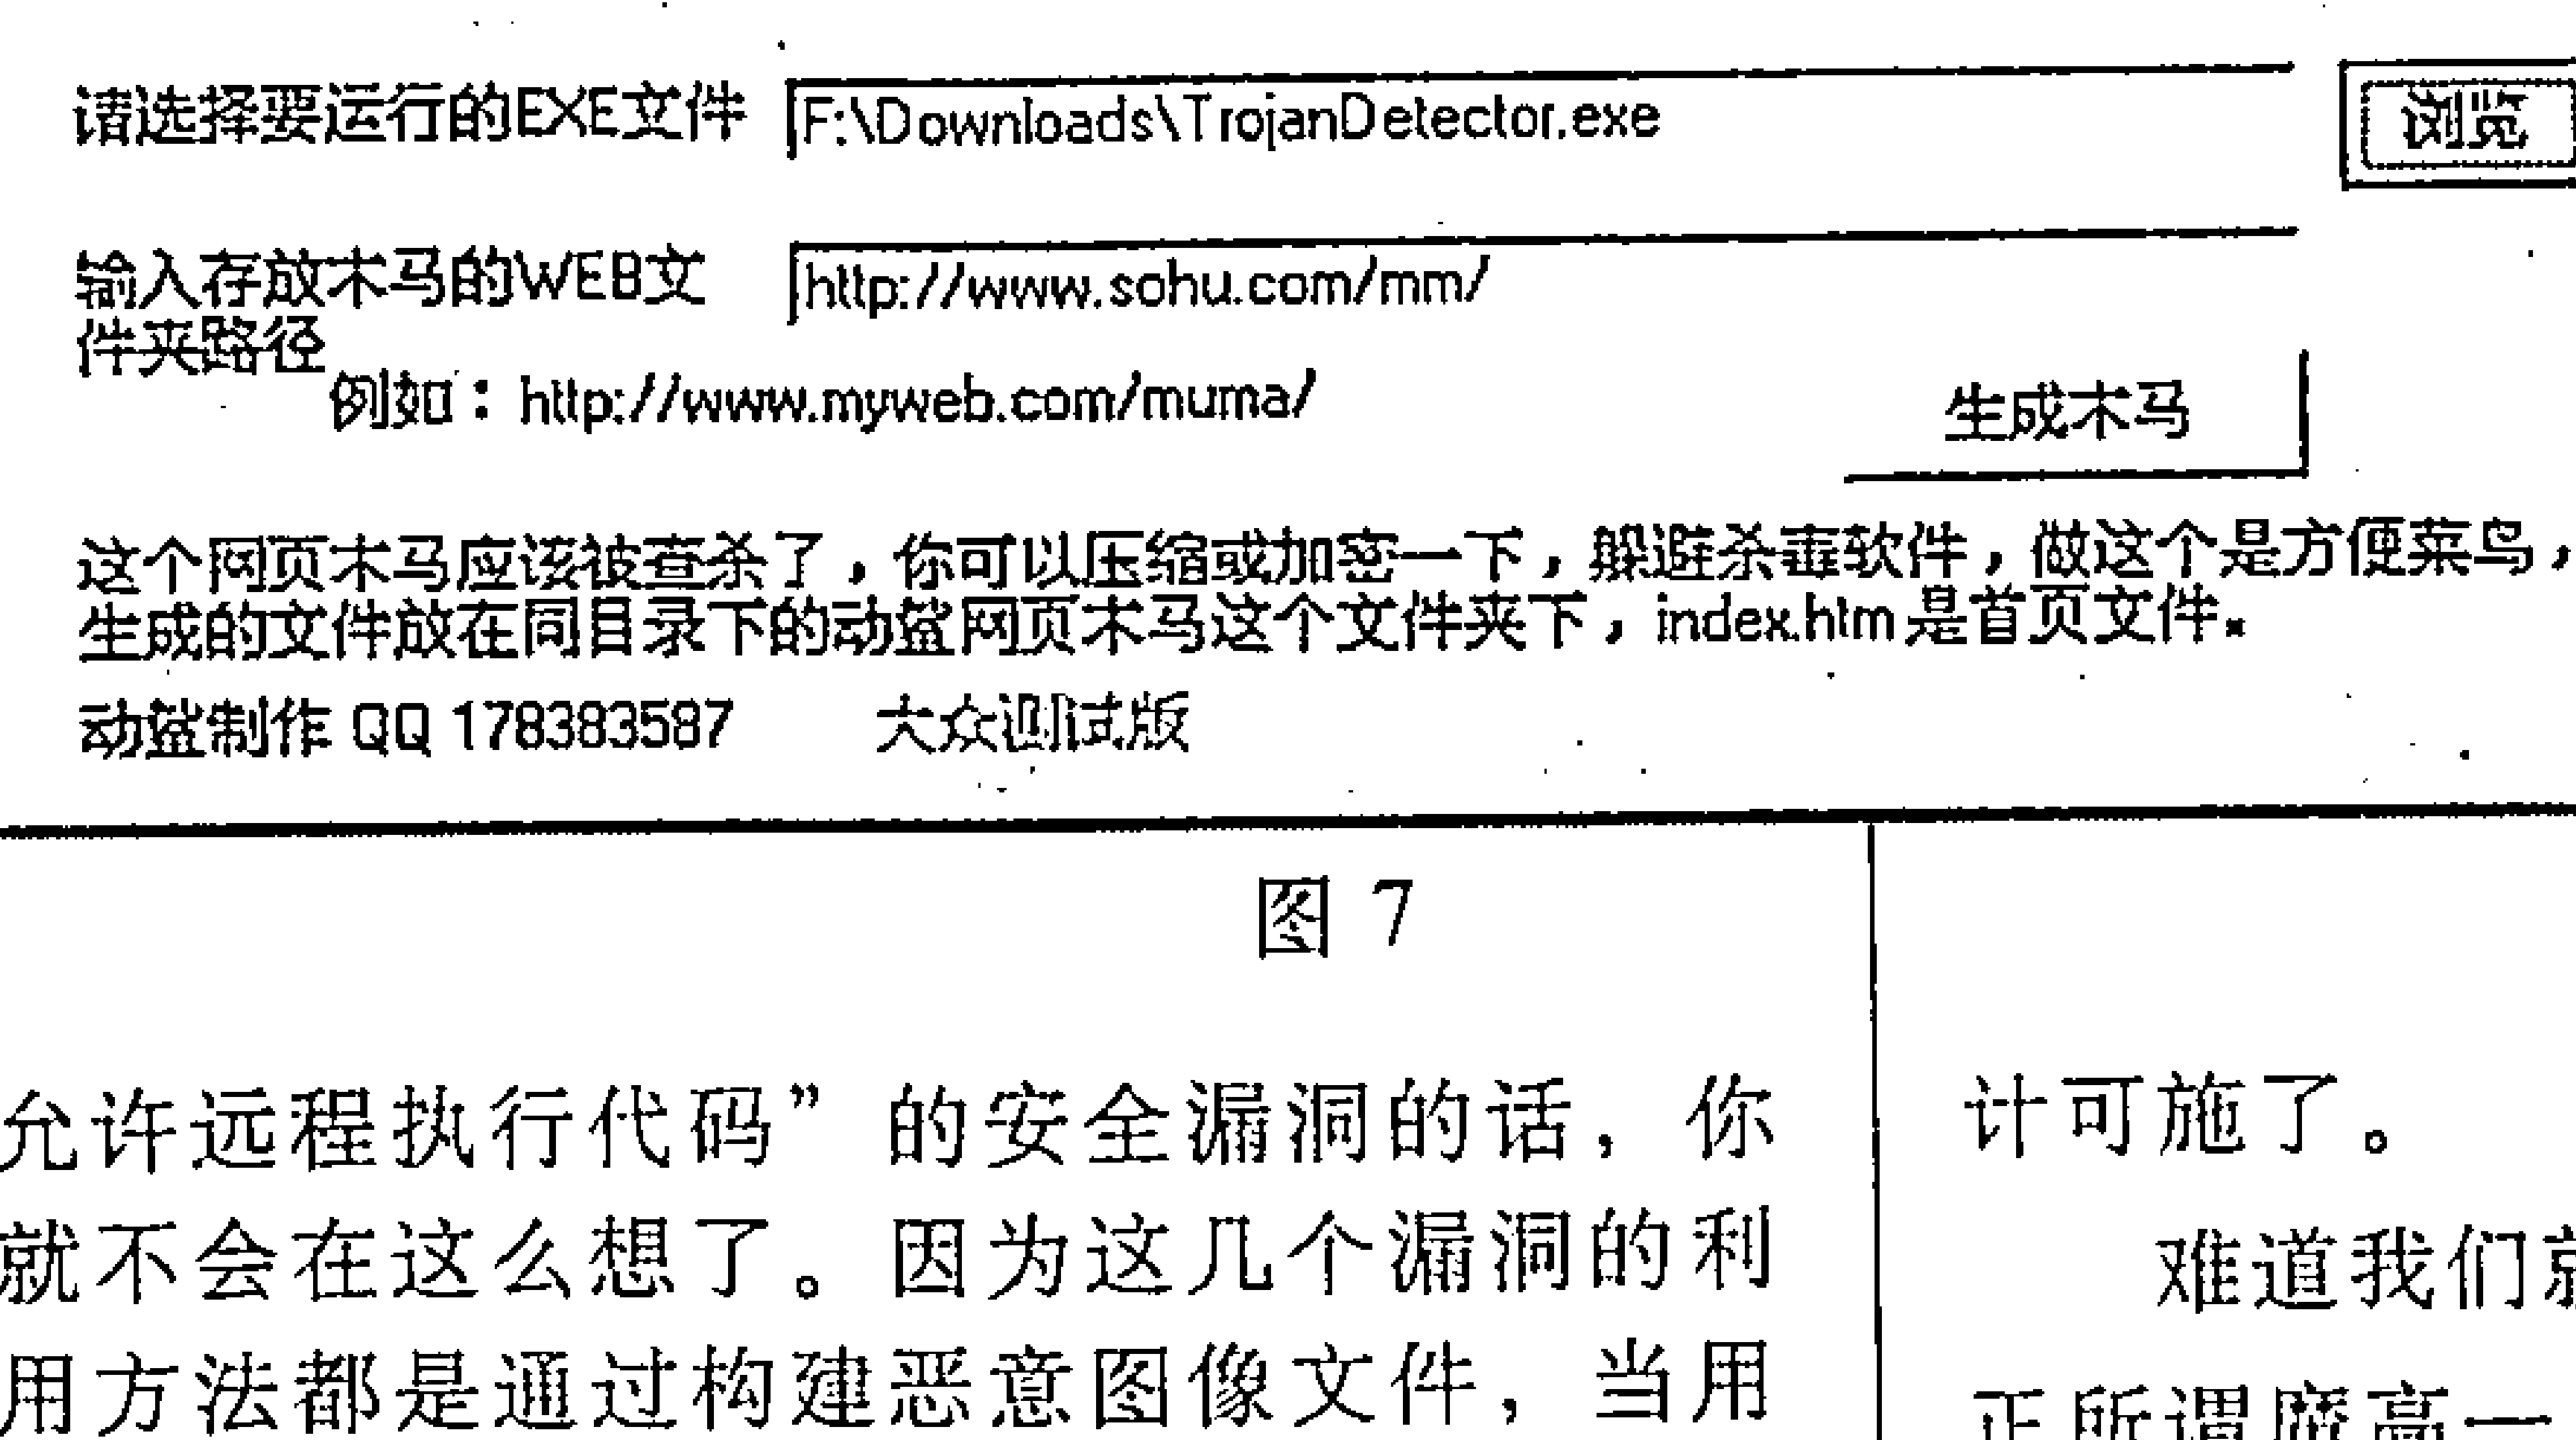 请选择要运行的EXE文件 F:\Downloads\TrojanDetector.exe 浏览
输入存放木马的WEB文 http://www.sohu.com/mm/
件夹路径
例如：http://www.myweb.com/muma/
生成木马
这个网页木马应该被查杀了，你可以压缩或加密一下，躲避杀毒软件，做这个是方便菜鸟，
生成的文件放在同目录下的动鲨网页木马这个文件夹下，index.htm是首页文件。
动鲨制作 QQ 178383587 大众测试版
图 7
允许远程执行代码”的安全漏洞的话，你
就不会在这么想了。因为这几个漏洞的利
用方法都是通过构建恶意图像文件，当用
计可施了。
难道我们就
正所谓魔高一